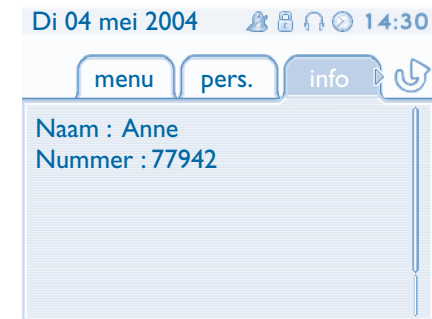 Di 04 mei 2004 14:30
menu pers. info
Naam : Anne
Nummer : 77942